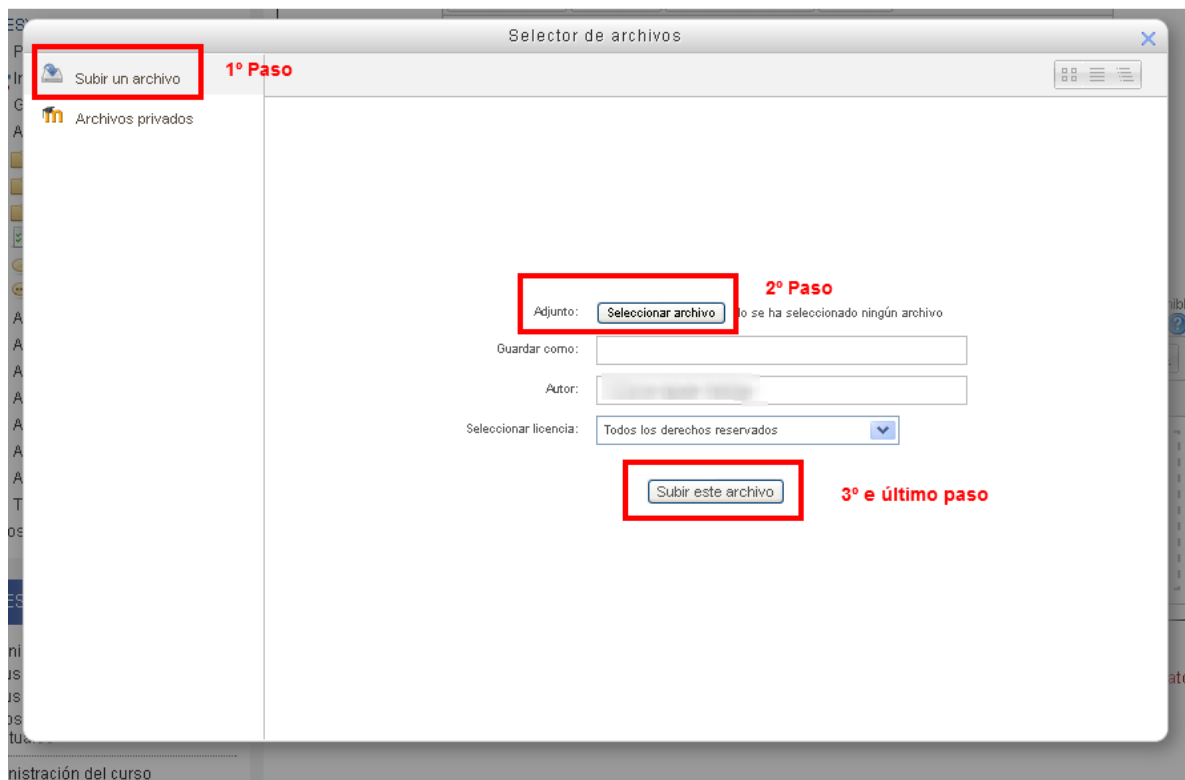 Selector de archivos
Subir un archivo
1º Paso
Archivos privados
2º Paso
Adjunto:
Seleccionar archivo
se ha seleccionado ningún archivo
Guardar como:
Autor:
Seleccionar licencia:
Todos los derechos reservados
Subir este archivo
3º e último paso
nistración del curso